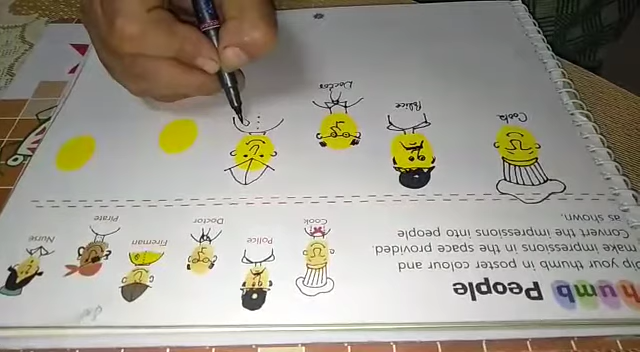 Thumb People
Dip your thumb in poster colour and
make impressions in the space provided.
Convert the impressions into people
as shown.
Cook
Police
Doctor
Fireman
Pirate
Nurse
Cook
Police
Doctor